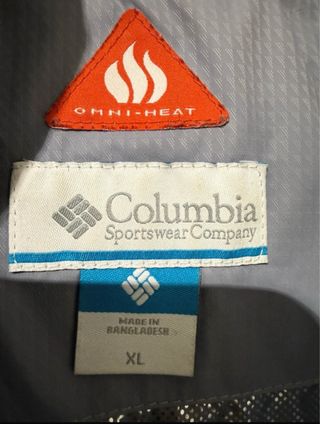 OMNI-HEAT
Columbia
Sportswear Company
MADE IN
BANGLADESH
XL